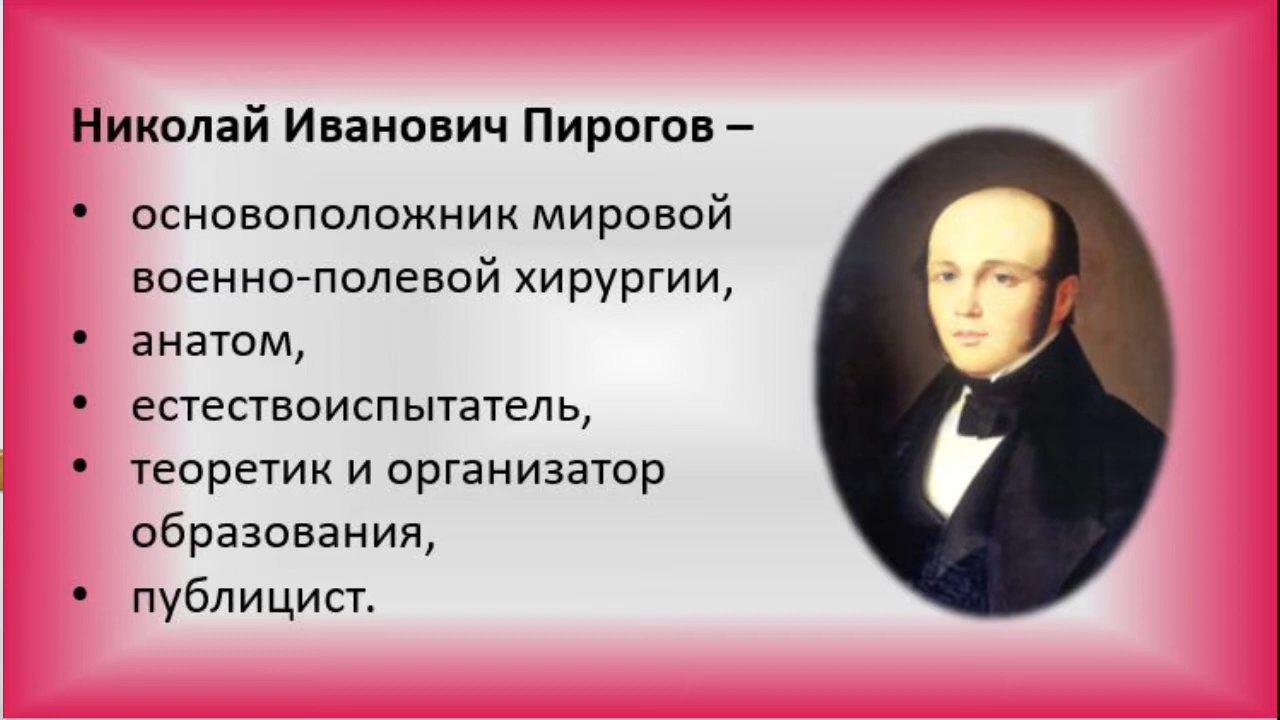 Николай Иванович Пирогов –
• основоположник мировой
военно-полевой хирургии,
• анатом,
• естествоиспытатель,
• теоретик и организатор
образования,
• публицист.